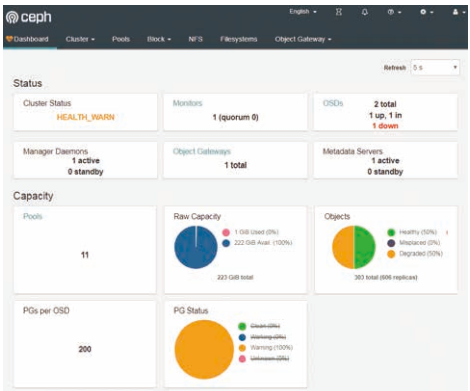 ceph
English
Dashboard Cluster Pools Block NFS Filesystems Object Gateway
Refresh 5 s
Status
Cluster Status
HEALTH_WARN
Monitors
1 (quorum 0)
OSDs
2 total
1 up, 1 in
1 down
Manager Daemons
1 active
0 standby
Object Gateways
1 total
Metadata Servers
1 active
0 standby
Capacity
Pools
11
Raw Capacity
1 GiB Used (0%)
222 GiB Avail. (100%)
223 GiB total
Objects
Healthy (50%)
Misplaced (0%)
Degraded (50%)
303 total (606 replicas)
PGs per OSD
200
PG Status
Clean (0%)
Working (0%)
Warning (100%)
Unknown (0%)